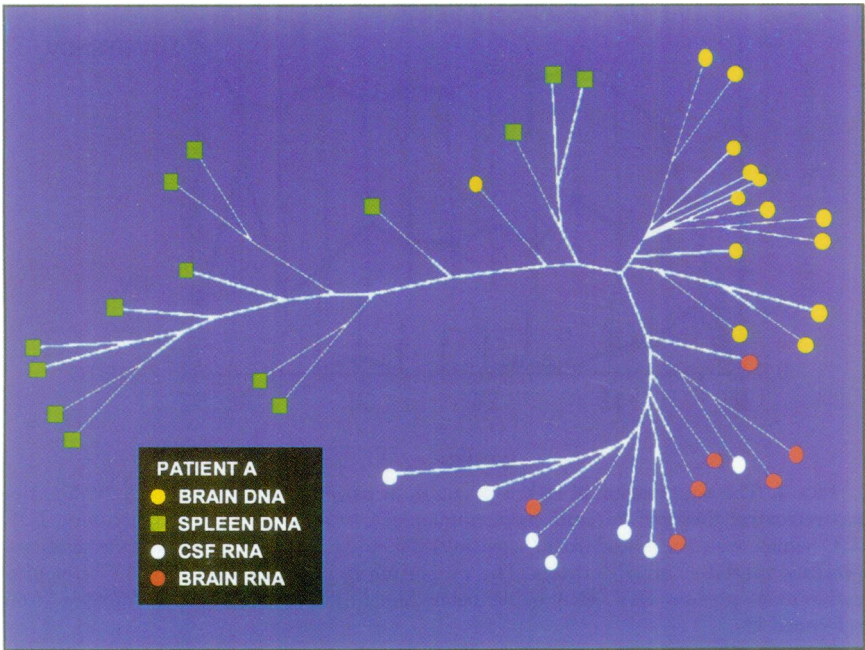 PATIENT A
BRAIN DNA
SPLEEN DNA
CSF RNA
BRAIN RNA